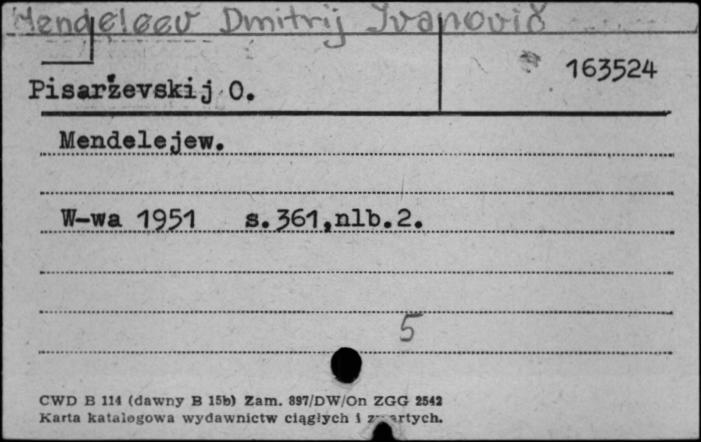 Mendeleev Dmitrij Ivanovič
163524
Pisarževskij O.
Mendelejew.
W-wa 1951 s.361,nlb.2.
5
CWD B 114 (dawny B 15b) Zam. 897/DW/On ZGG 2542
Karta katalogowa wydawnictw ciągłych i zwartych.